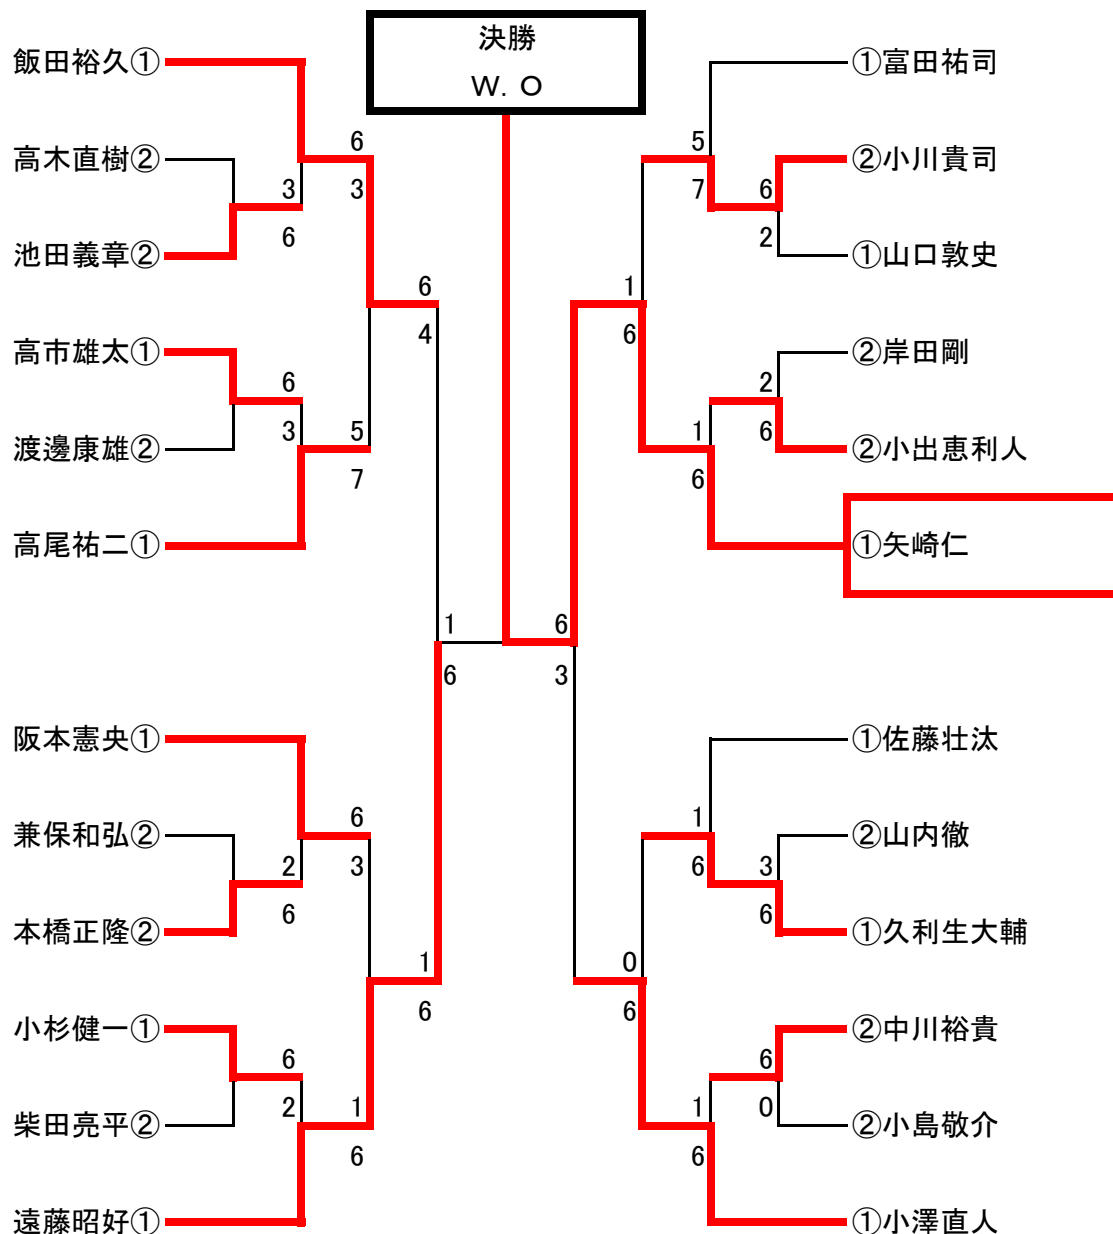 決勝
W.O
飯田裕久①
①富田祐司
6
5
高木直樹②
②小川貴司
3
3
7
6
6
2
池田義章②
①山口敦史
6
1
4
6
高市雄太①
②岸田剛
6
2
3
5
1
6
渡邊康雄②
②小出恵利人
7
6
高尾祐二①
①矢崎仁
1
6
6
3
阪本憲央①
①佐藤壮汰
6
1
兼保和弘②
②山内徹
2
3
6
3
6
6
本橋正隆②
①久利生大輔
1
0
6
6
小杉健一①
②中川裕貴
6
6
2
1
1
0
柴田亮平②
②小島敬介
6
6
遠藤昭好①
①小澤直人